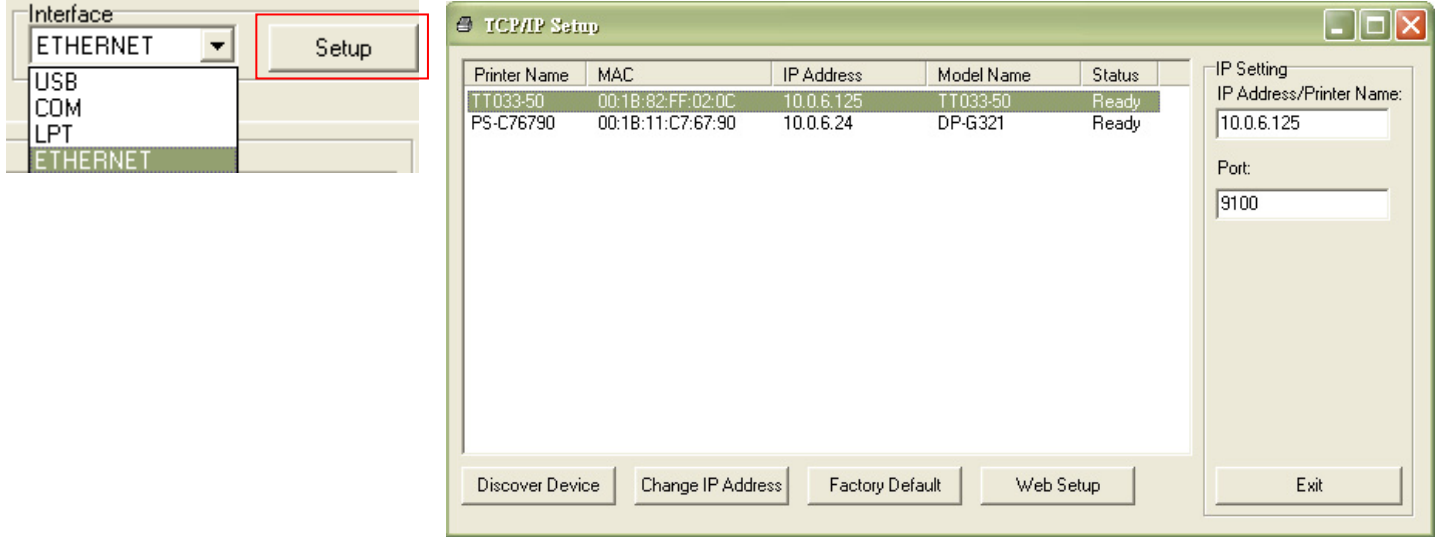 Interface
ETHERNET
Setup
USB
COM
LPT
ETHERNET
TCP/IP Setup
Printer Name MAC IP Address Model Name Status
TT033-50 00:1B:82:FF:02:0C 10.0.6.125 TT033-50 Ready
PS-C76790 00:1B:11:C7:67:90 10.0.6.24 DP-G321 Ready
IP Setting
IP Address/Printer Name:
10.0.6.125
Port:
9100
Discover Device Change IP Address Factory Default Web Setup Exit